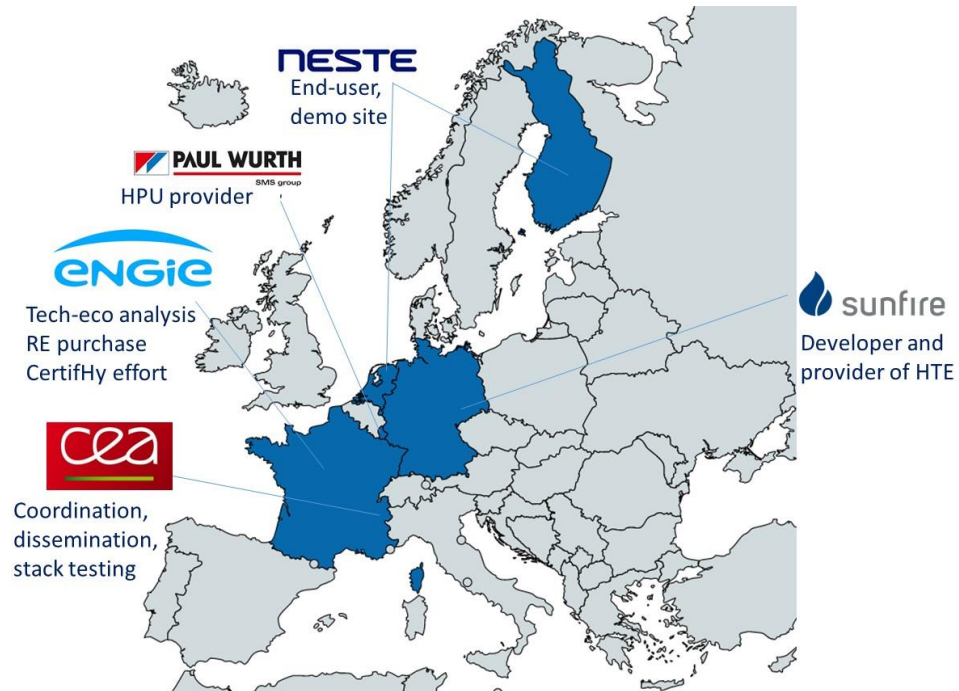 NESTE
End-user,
demo site
PAUL WURTH
SMS group
HPU provider
ENGIE
Tech-eco analysis
RE purchase
CertifHy effort
sunfire
Developer and
provider of HTE
cea
Coordination,
dissemination,
stack testing